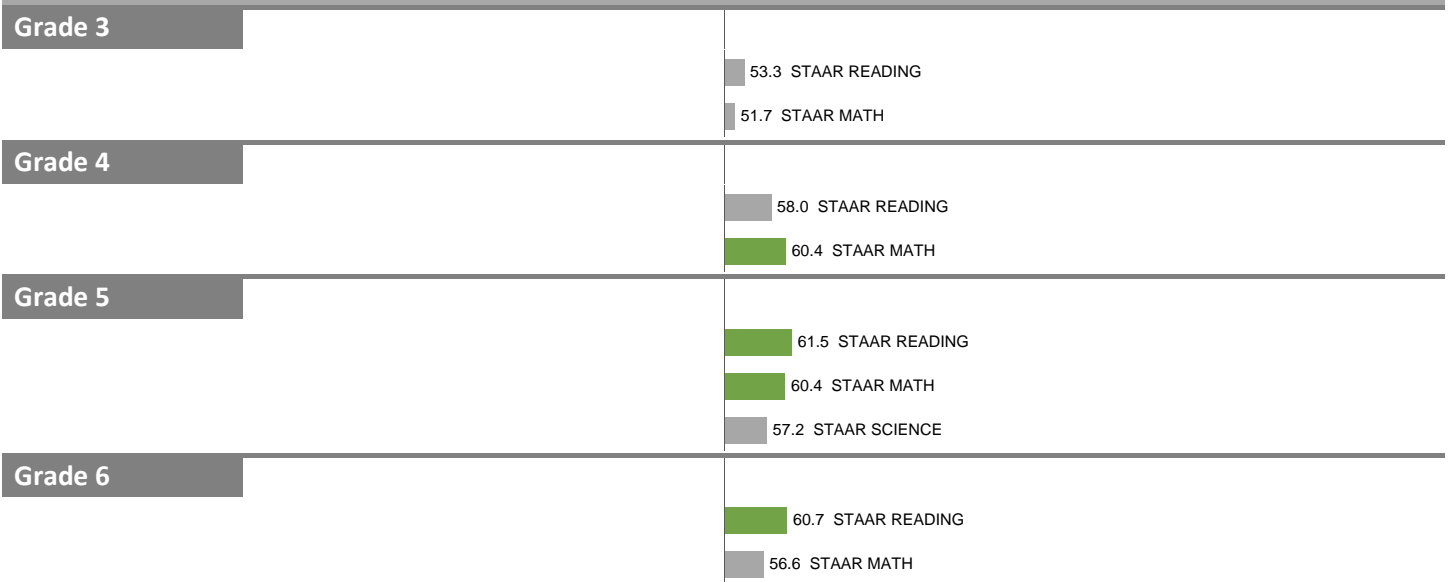 Grade 3
53.3 STAAR READING
51.7 STAAR MATH
Grade 4
58.0 STAAR READING
60.4 STAAR MATH
Grade 5
61.5 STAAR READING
60.4 STAAR MATH
57.2 STAAR SCIENCE
Grade 6
60.7 STAAR READING
56.6 STAAR MATH